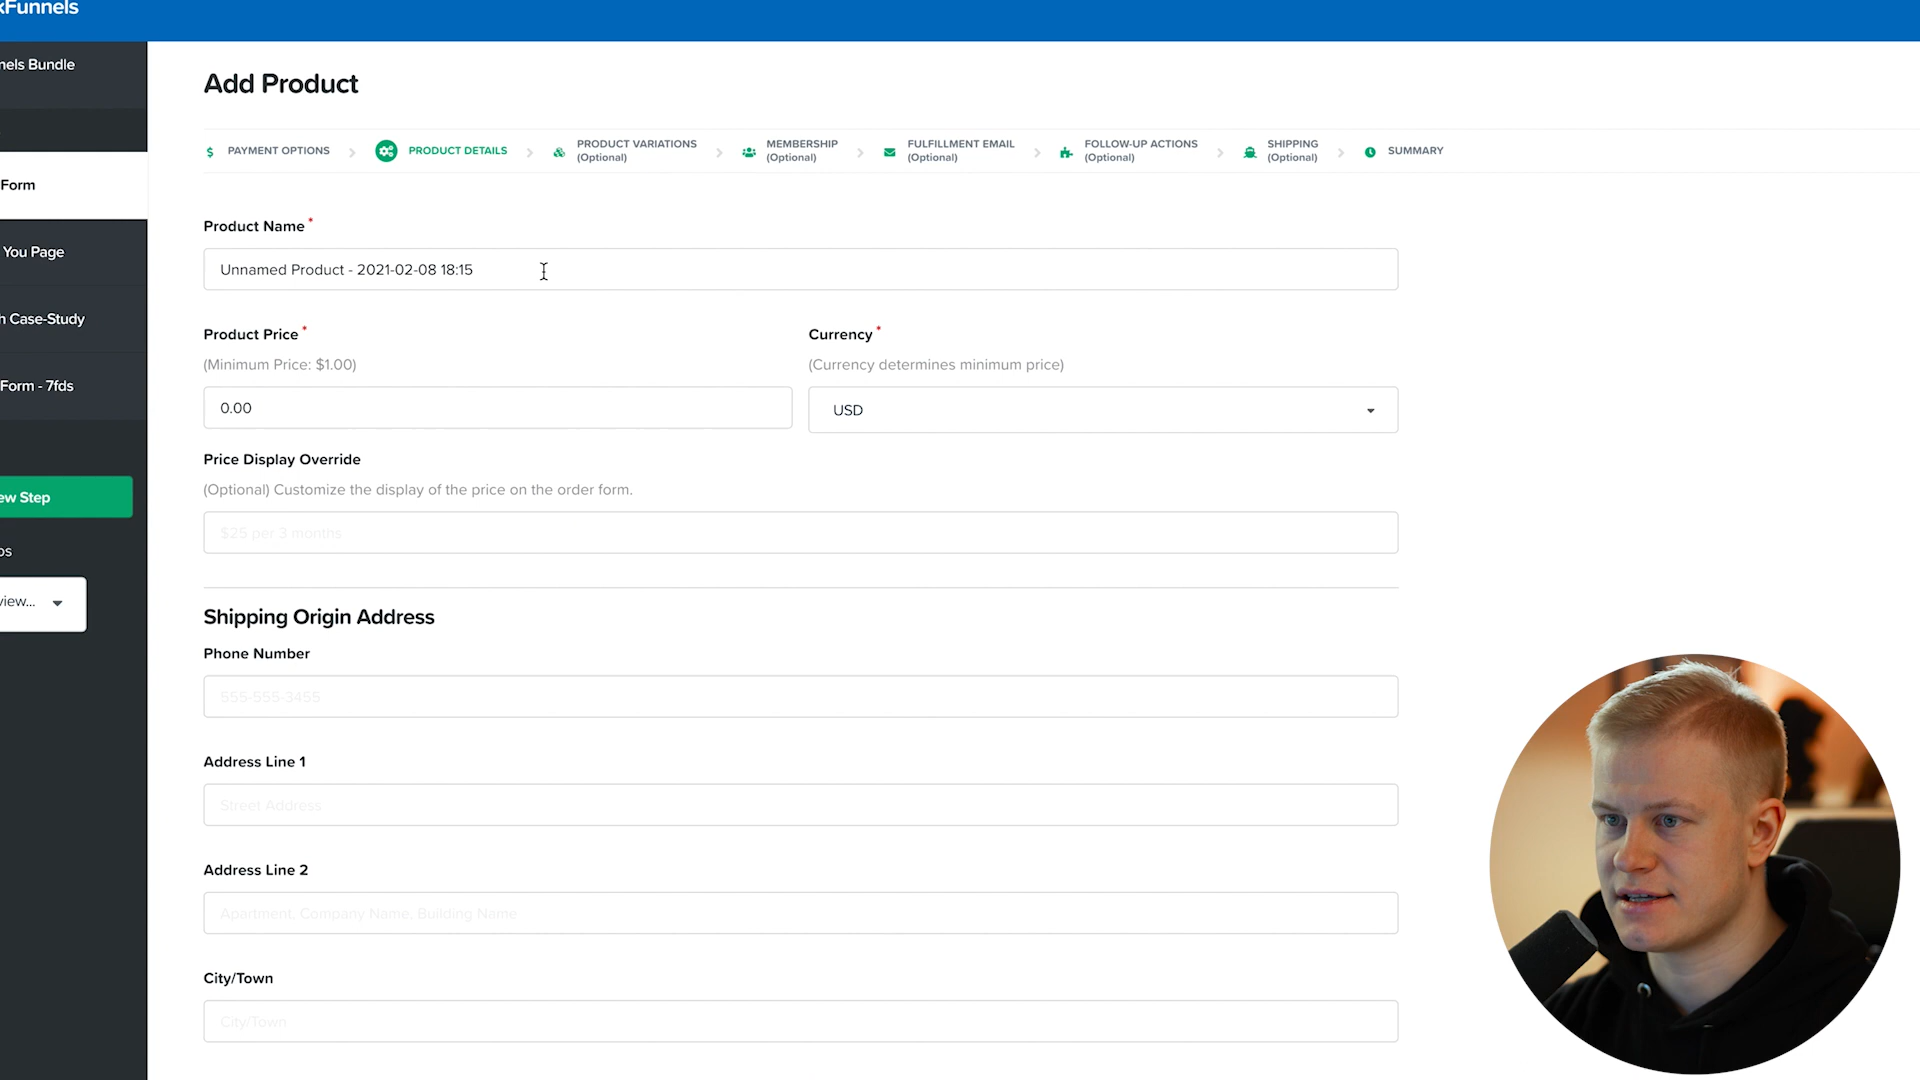 kFunnels
nels Bundle
Form
You Page
h Case-Study
Form - 7fds
ew Step
os
view...
Add Product
$ PAYMENT OPTIONS
PRODUCT DETAILS
PRODUCT VARIATIONS
(Optional)
MEMBERSHIP
(Optional)
FULFILLMENT EMAIL
(Optional)
FOLLOW-UP ACTIONS
(Optional)
SHIPPING
(Optional)
SUMMARY
Product Name *
Unnamed Product - 2021-02-08 18:15
Product Price *
(Minimum Price: $1.00)
0.00
Currency *
(Currency determines minimum price)
USD
Price Display Override
(Optional) Customize the display of the price on the order form.
$25 per 3 months
Shipping Origin Address
Phone Number
555-555-3455
Address Line 1
Street Address
Address Line 2
Apartment, Company Name, Building Name
City/Town
City/Town